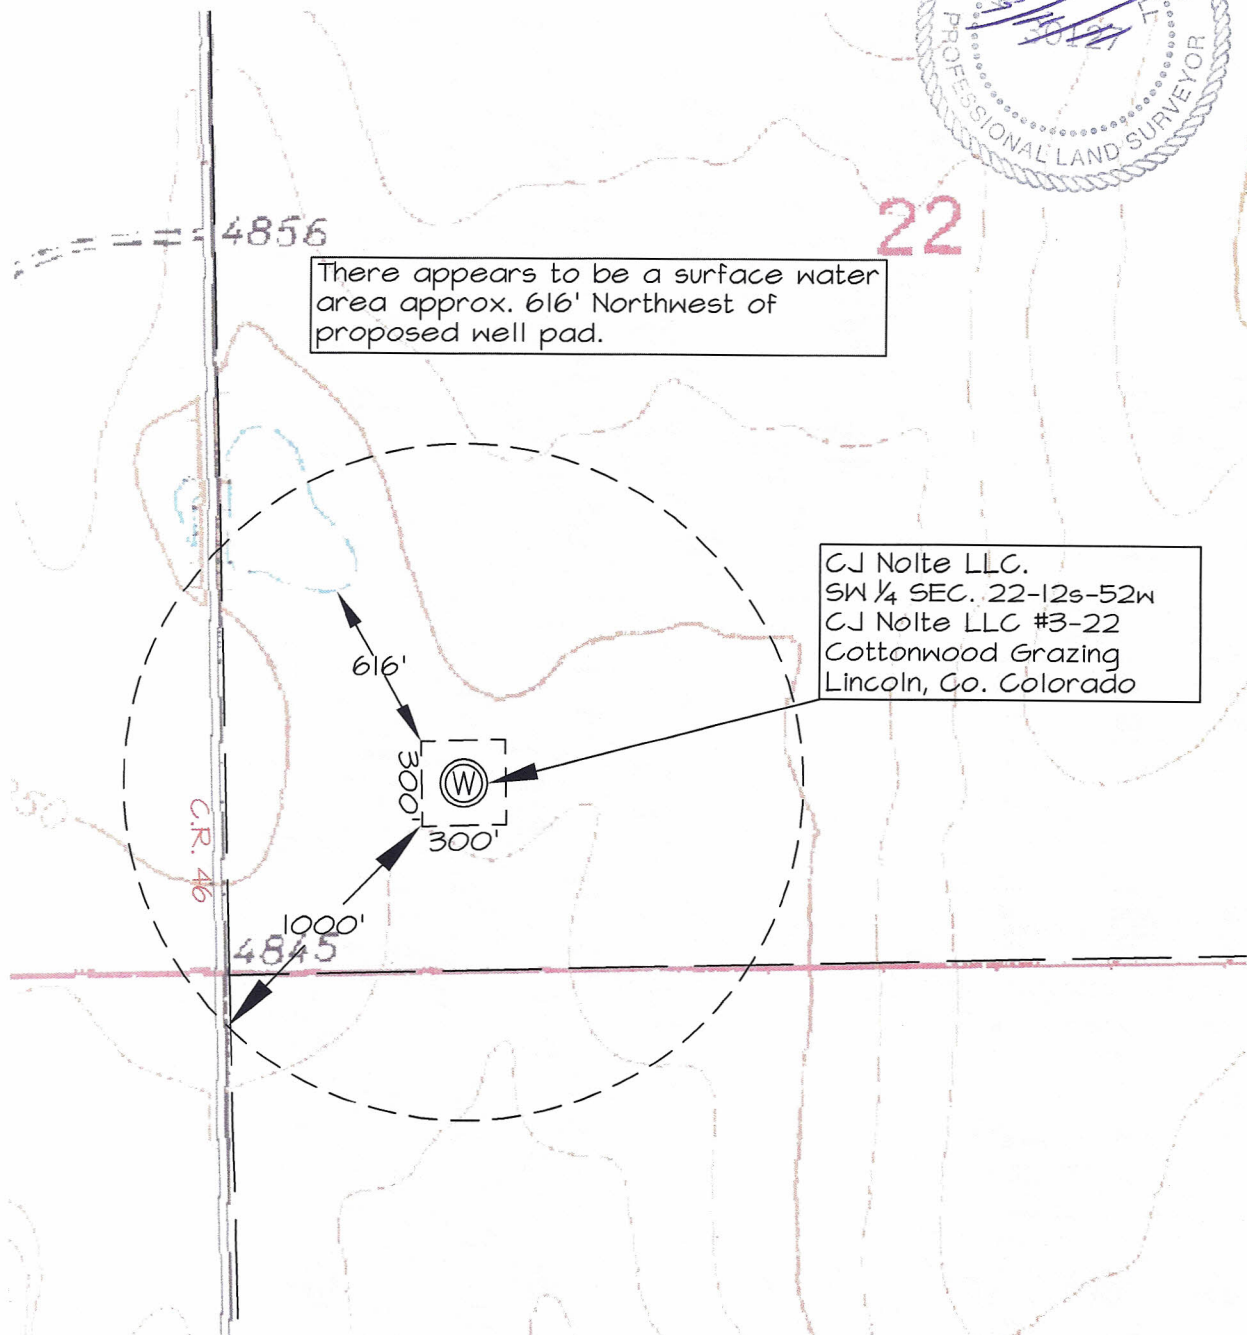 30127
PROFESSIONAL LAND SURVEYOR
22
4856
There appears to be a surface water
area approx. 616' Northwest of
proposed well pad.
CJ Nolte LLC.
SW ¼ SEC. 22-12s-52w
CJ Nolte LLC #3-22
Cottonwood Grazing
Lincoln, Co. Colorado
616'
300'
W
300'
C.R. 46
1000'
4845